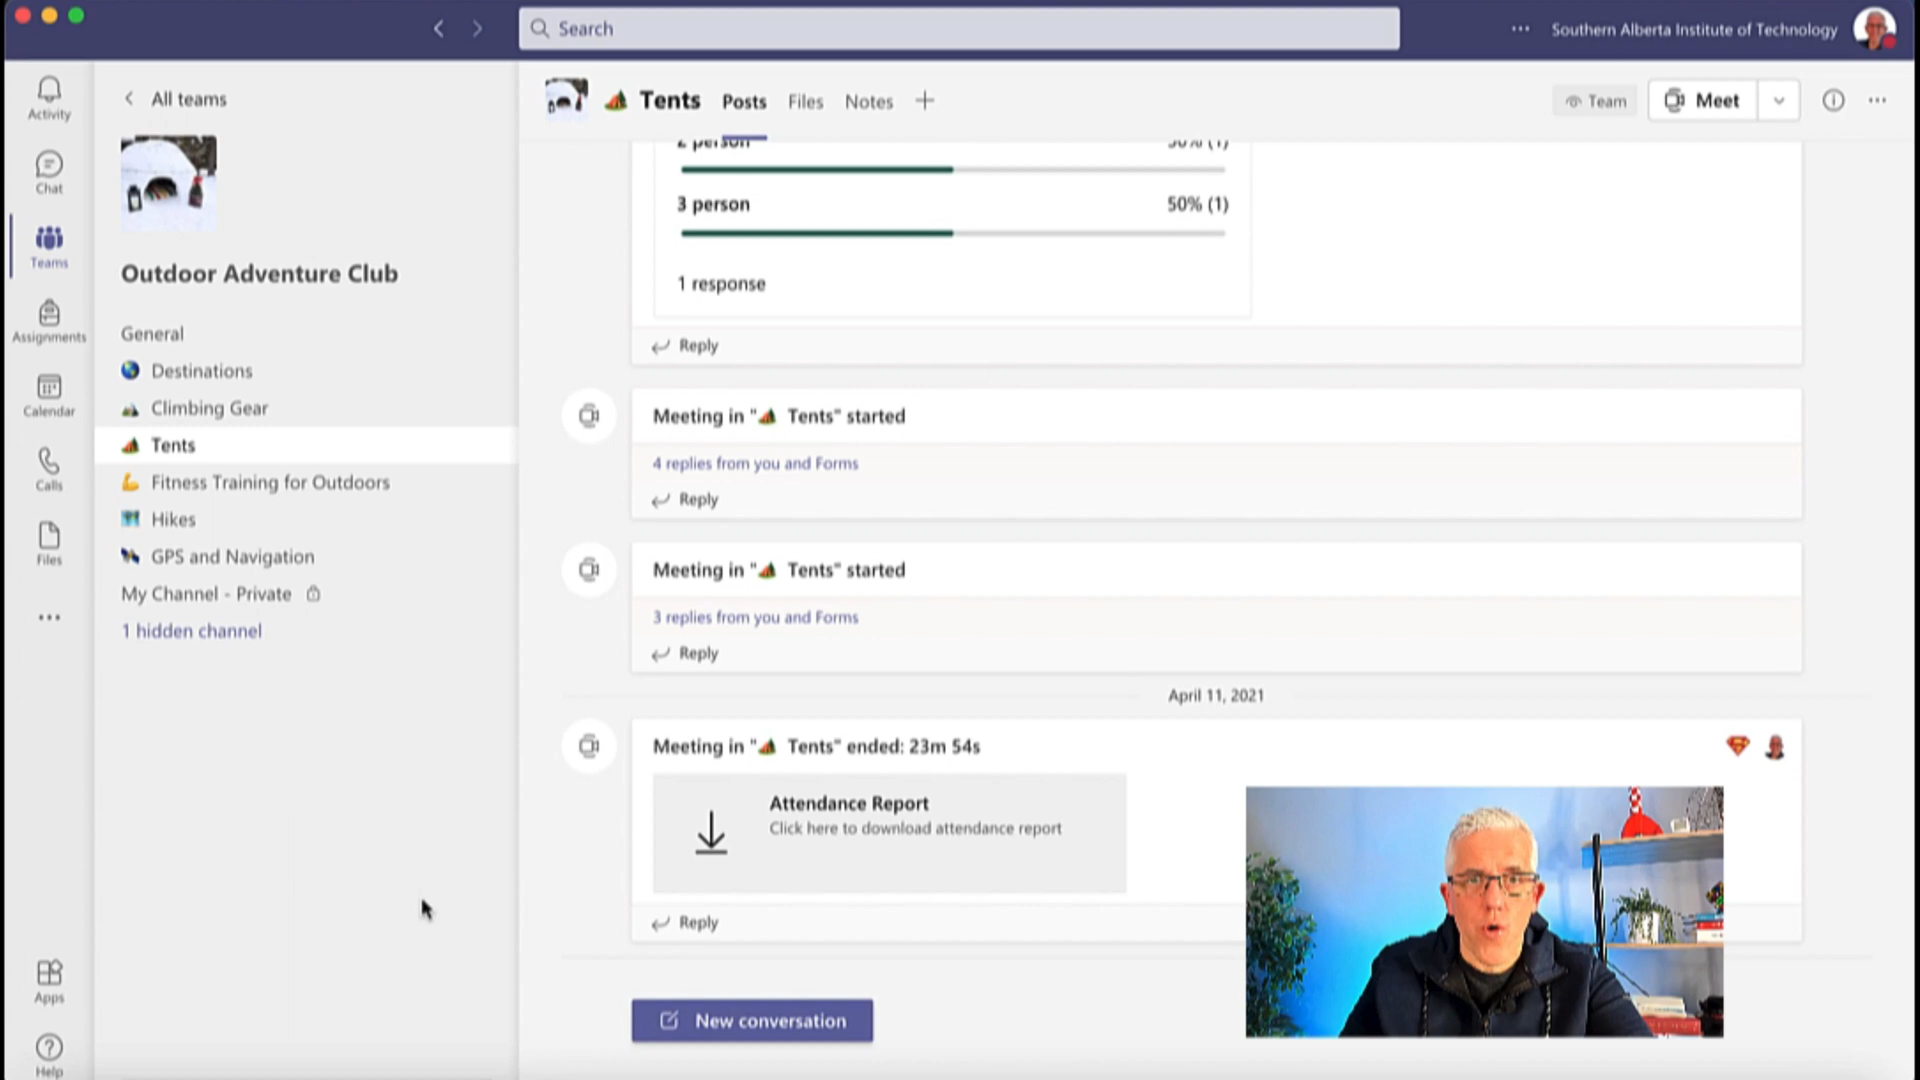 Search
Southern Alberta Institute of Technology
Activity
Chat
Teams
Assignments
Calendar
Calls
Files
Apps
Help
All teams
Outdoor Adventure Club
General
Destinations
Climbing Gear
Tents
Fitness Training for Outdoors
Hikes
GPS and Navigation
My Channel - Private
1 hidden channel
Tents Posts Files Notes
Team Meet
2 person 50% (1)
3 person 50% (1)
1 response
Reply
Meeting in " Tents" started
4 replies from you and Forms
Reply
Meeting in " Tents" started
3 replies from you and Forms
Reply
April 11, 2021
Meeting in " Tents" ended: 23m 54s
Attendance Report
Click here to download attendance report
Reply
New conversation